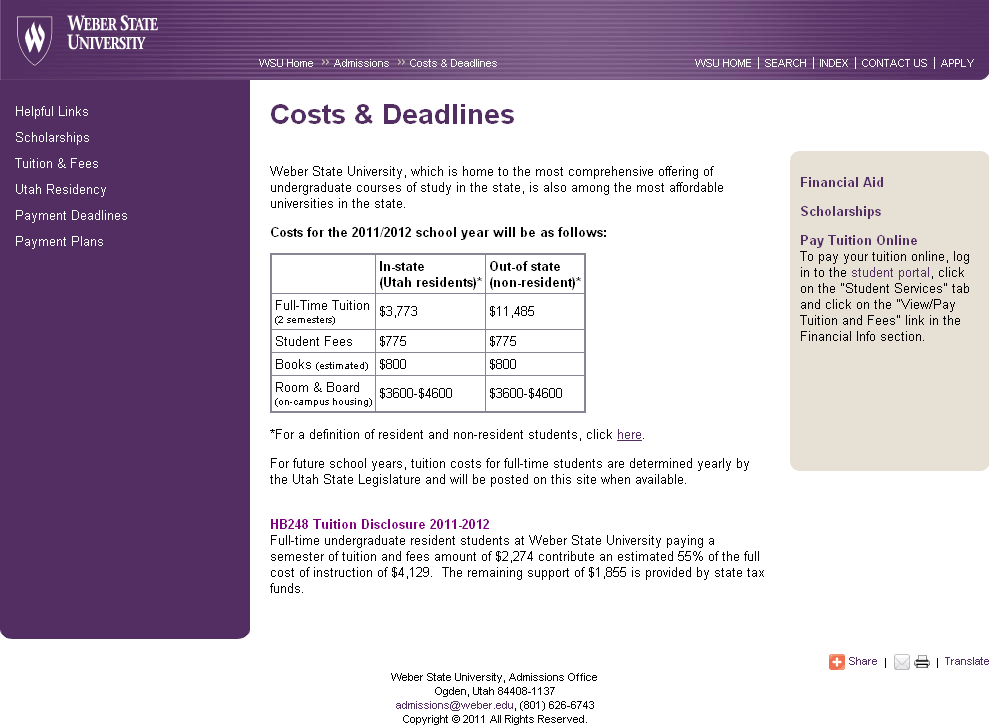 WEBER STATE
UNIVERSITY
WSU Home >> Admissions >> Costs & Deadlines
WSU HOME | SEARCH | INDEX | CONTACT US | APPLY
Helpful Links
Scholarships
Tuition & Fees
Utah Residency
Payment Deadlines
Payment Plans
Costs & Deadlines
Weber State University, which is home to the most comprehensive offering of
undergraduate courses of study in the state, is also among the most affordable
universities in the state.
Costs for the 2011/2012 school year will be as follows:
In-state Out-of state
(Utah residents)* (non-resident)*
Full-Time Tuition $3,773 $11,485
(2 semesters)
Student Fees $775 $775
Books (estimated) $800 $800
Room & Board $3600-$4600 $3600-$4600
(on-campus housing)
*For a definition of resident and non-resident students, click here.
For future school years, tuition costs for full-time students are determined yearly by
the Utah State Legislature and will be posted on this site when available.
HB248 Tuition Disclosure 2011-2012
Full-time undergraduate resident students at Weber State University paying a
semester of tuition and fees amount of $2,274 contribute an estimated 55% of the full
cost of instruction of $4,129. The remaining support of $1,855 is provided by state tax
funds.
Financial Aid
Scholarships
Pay Tuition Online
To pay your tuition online, log
in to the student portal, click
on the "Student Services" tab
and click on the "View/Pay
Tuition and Fees" link in the
Financial Info section.
Share | | Translate
Weber State University, Admissions Office
Ogden, Utah 84408-1137
admissions@weber.edu, (801) 626-6743
Copyright © 2011 All Rights Reserved.